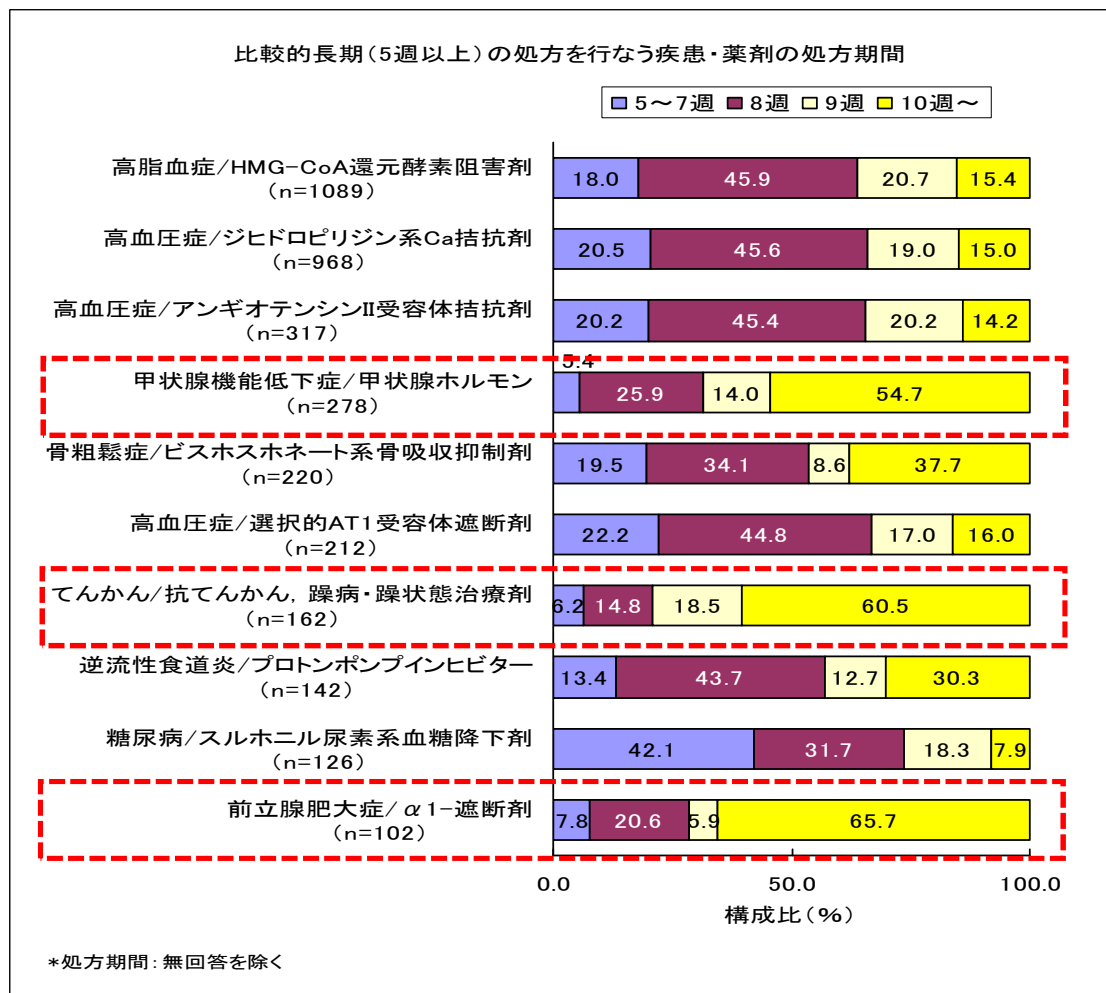 比較的長期（5週以上）の処方を行なう疾患・薬剤の処方期間
5～7週 8週 9週 10週～
高脂血症/HMG-CoA還元酵素阻害剤
（n=1089）
18.0 45.9 20.7 15.4
高血圧症/ジヒドロピリジン系Ca拮抗剤
（n=968）
20.5 45.6 19.0 15.0
高血圧症/アンギオテンシンII受容体拮抗剤
（n=317）
20.2 45.4 20.2 14.2
甲状腺機能低下症/甲状腺ホルモン
（n=278）
5.4 25.9 14.0 54.7
骨粗鬆症/ビスホスホネート系骨吸収抑制剤
（n=220）
19.5 34.1 8.6 37.7
高血圧症/選択的AT1受容体遮断剤
（n=212）
22.2 44.8 17.0 16.0
てんかん/抗てんかん，躁病・躁状態治療剤
（n=162）
6.2 14.8 18.5 60.5
逆流性食道炎/プロトンポンプインヒビター
（n=142）
13.4 43.7 12.7 30.3
糖尿病/スルホニル尿素系血糖降下剤
（n=126）
42.1 31.7 18.3 7.9
前立腺肥大症/α1-遮断剤
（n=102）
7.8 20.6 5.9 65.7
0.0 50.0 100.0
構成比（%）
*処方期間：無回答を除く